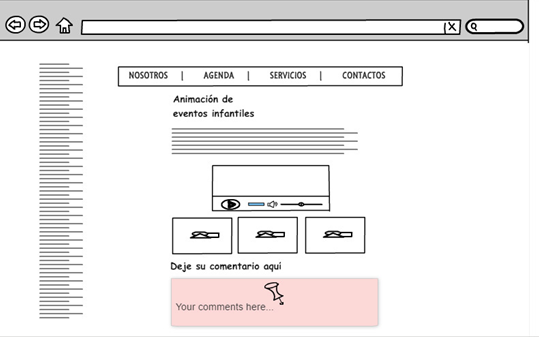 NOSOTROS | AGENDA | SERVICIOS | CONTACTOS
Animación de
eventos infantiles
Deje su comentario aquí
Your comments here...